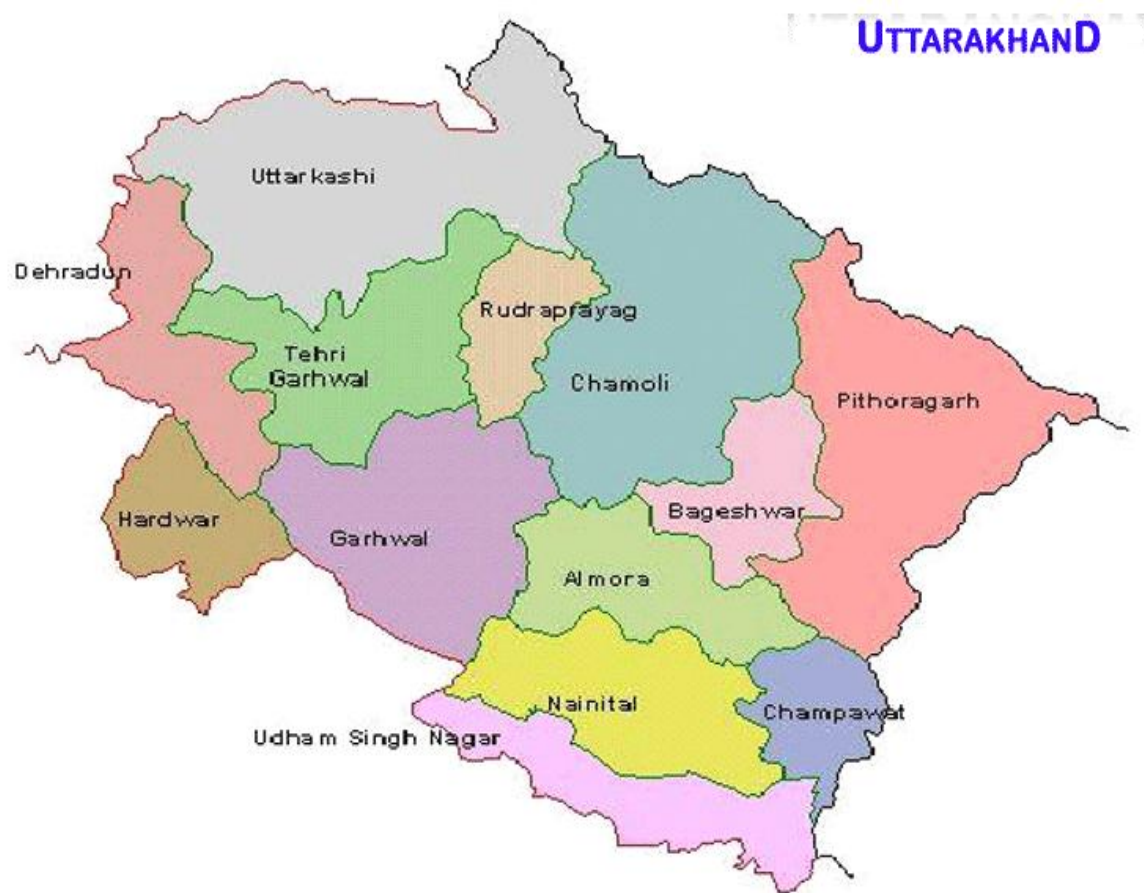 UTTARAKHAND
Uttarkashi
Dehradun
Rudraprayag
Tehri
Garhwal
Chamoli
Pithoragarh
Hardwar
Bageshwar
Garhwal
Almora
Nainital
Champawat
Udham Singh Nagar